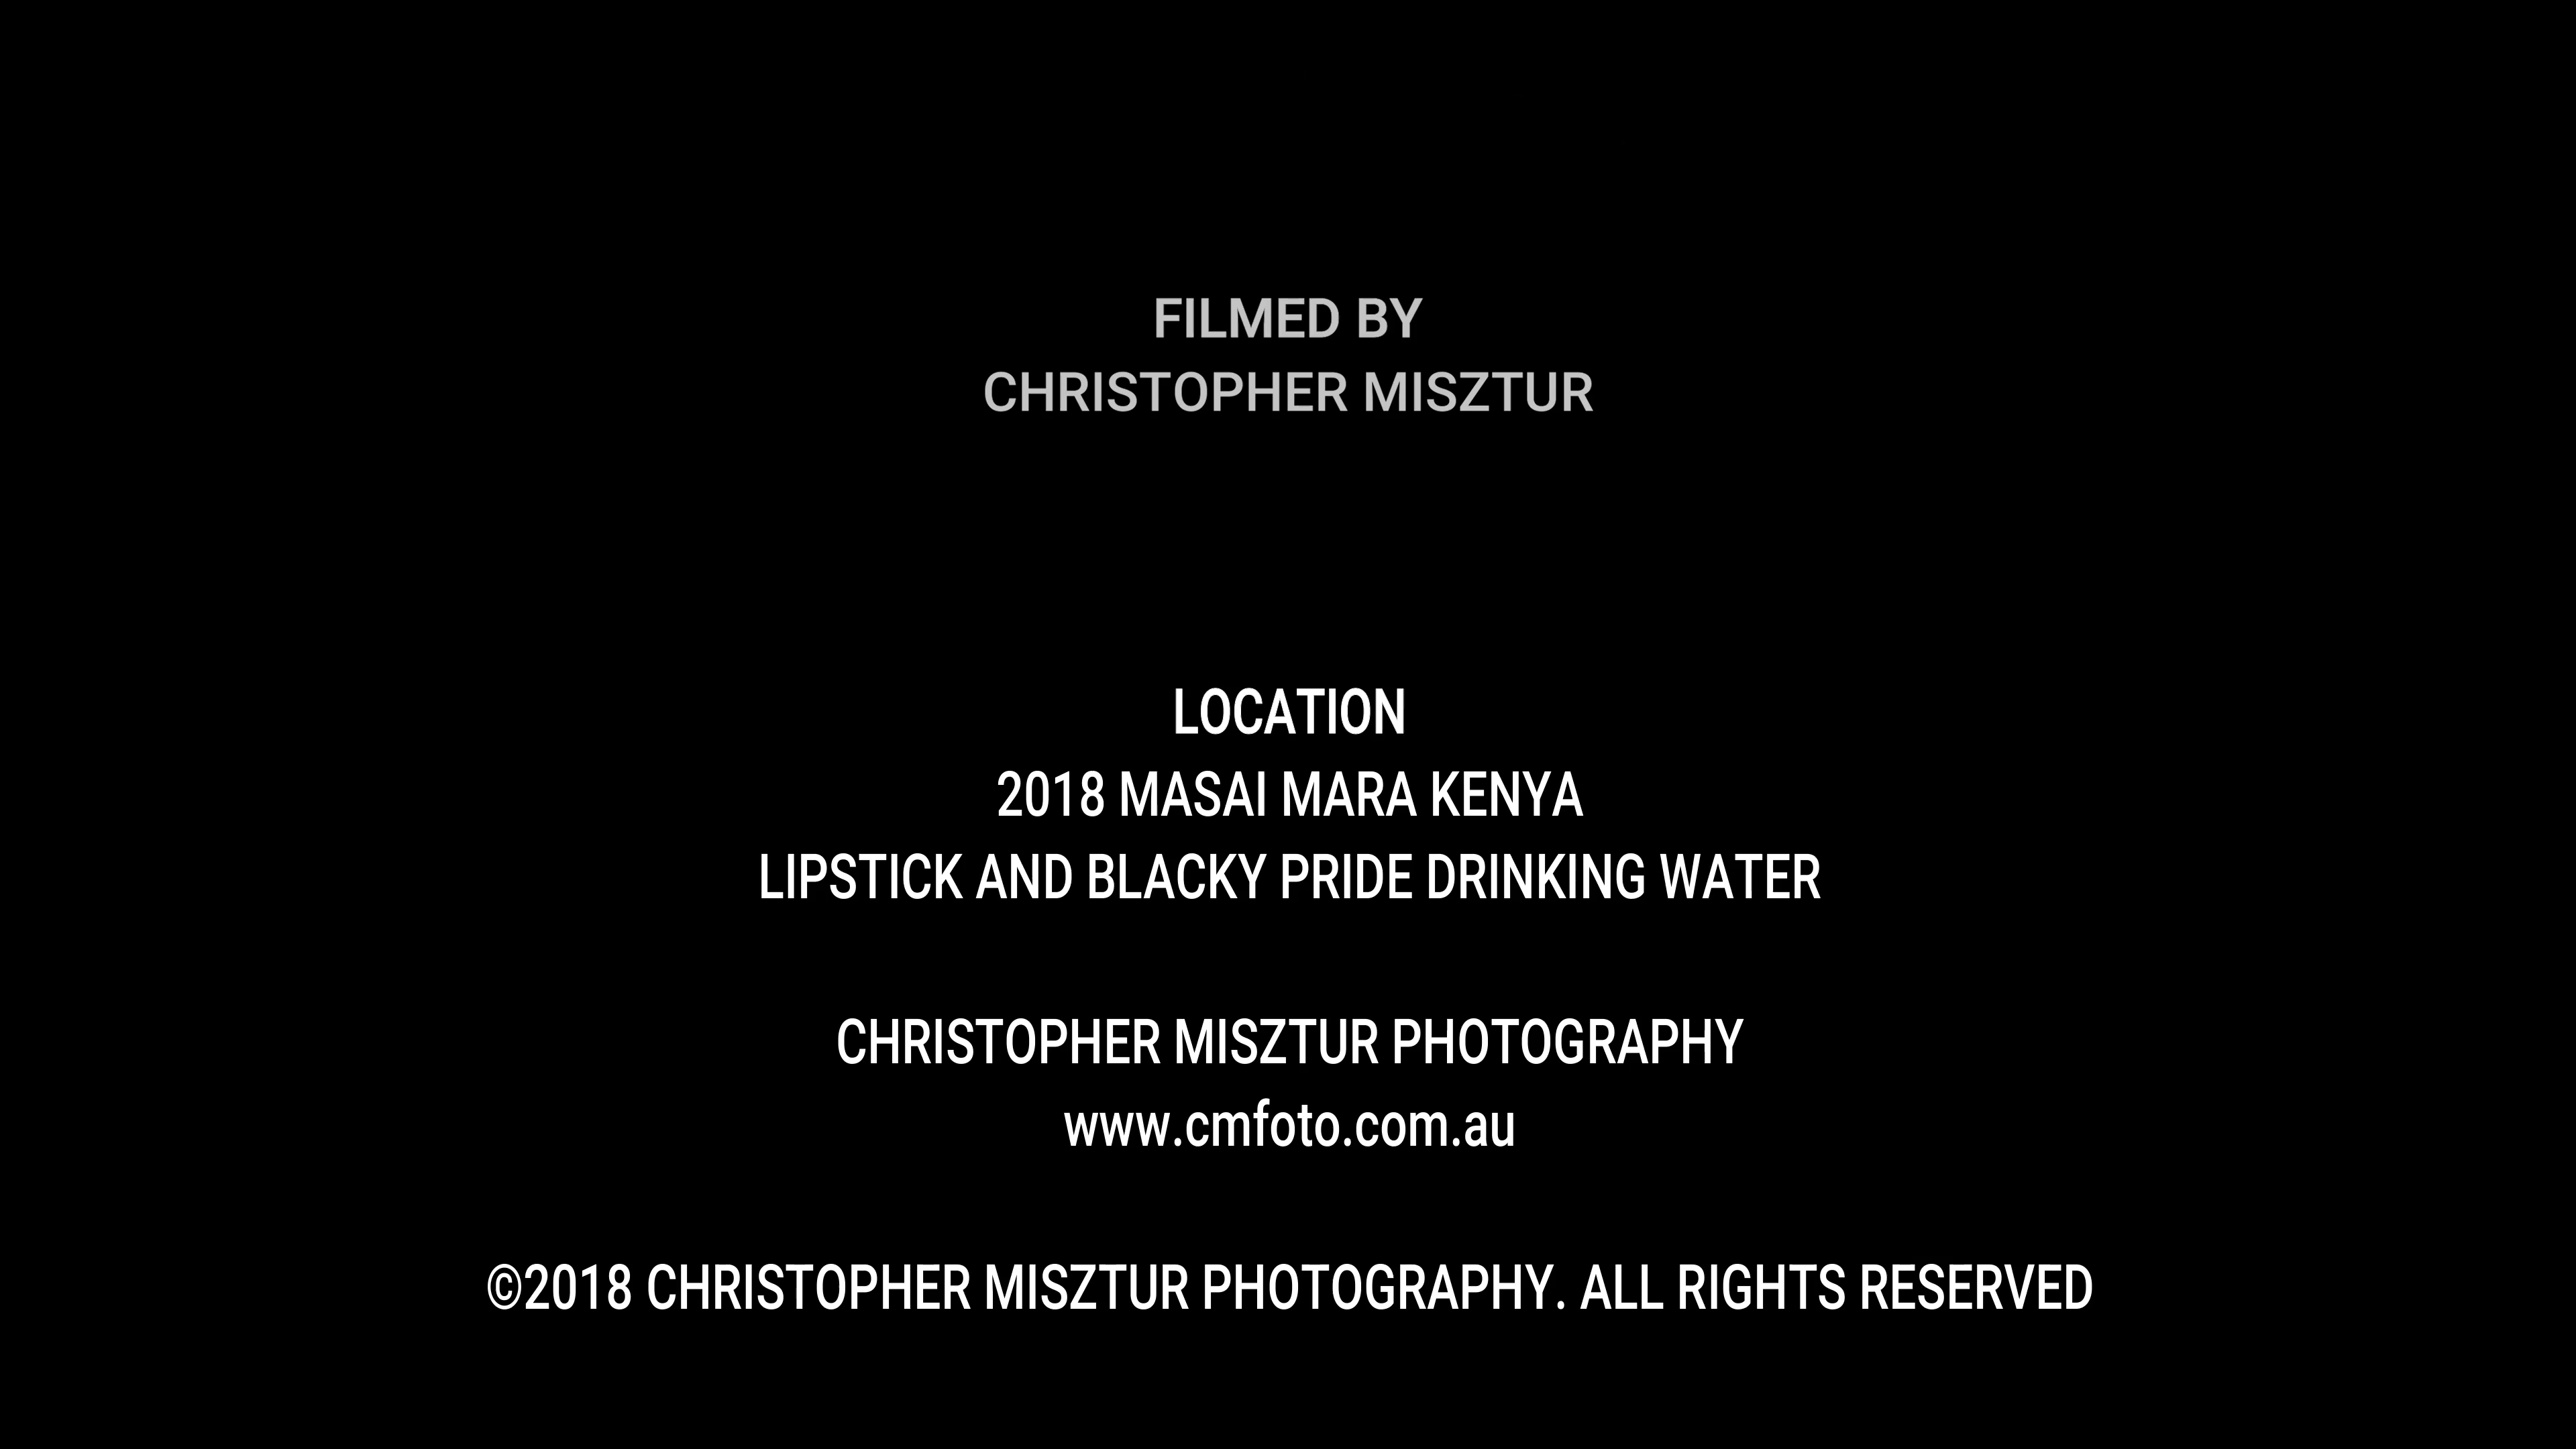 FILMED BY
CHRISTOPHER MISZTUR
LOCATION
2018 MASAI MARA KENYA
LIPSTICK AND BLACKY PRIDE DRINKING WATER
CHRISTOPHER MISZTUR PHOTOGRAPHY
www.cmfoto.com.au
©2018 CHRISTOPHER MISZTUR PHOTOGRAPHY. ALL RIGHTS RESERVED